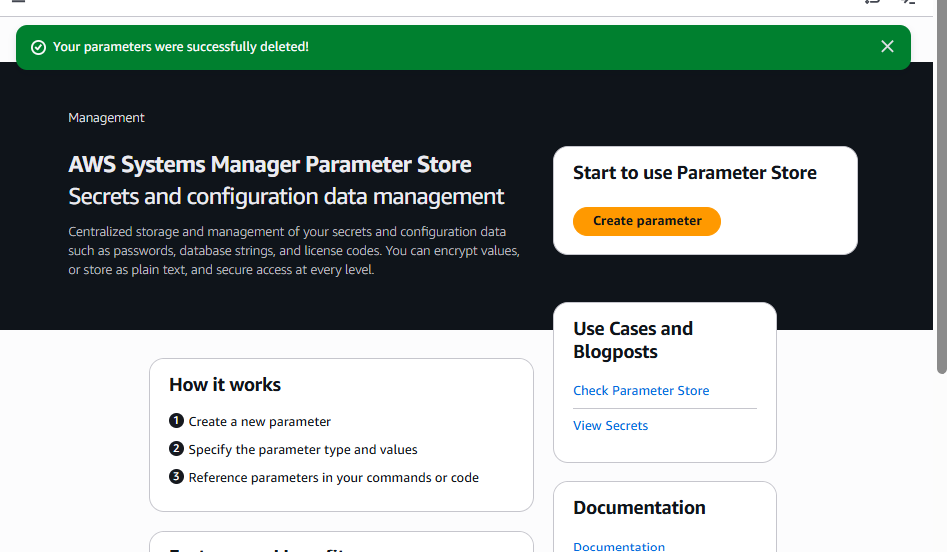 Your parameters were successfully deleted!
Management
AWS Systems Manager Parameter Store
Secrets and configuration data management
Centralized storage and management of your secrets and configuration data
such as passwords, database strings, and license codes. You can encrypt values,
or store as plain text, and secure access at every level.
Start to use Parameter Store
Create parameter
How it works
1 Create a new parameter
2 Specify the parameter type and values
3 Reference parameters in your commands or code
Use Cases and
Blogposts
Check Parameter Store
View Secrets
Documentation
Documentation